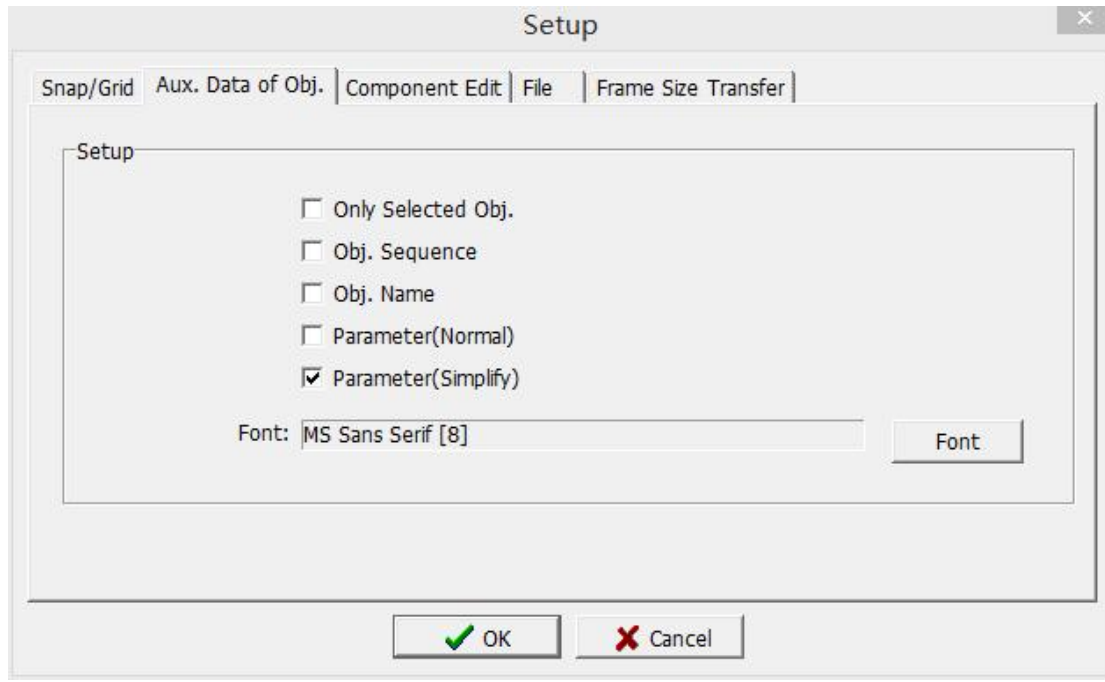 Setup
Snap/Grid Aux. Data of Obj. Component Edit File Frame Size Transfer
Setup
Only Selected Obj.
Obj. Sequence
Obj. Name
Parameter(Normal)
Parameter(Simplify)
Font: MS Sans Serif [8] Font
OK Cancel